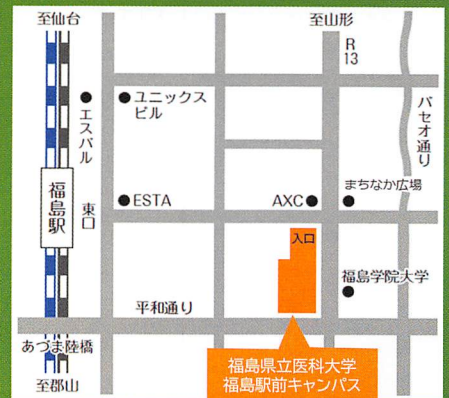 至仙台
至山形
R
13
エスパル
ユニックス
ビル
パセオ通り
福島駅
東口
ESTA
AXC
まちなか広場
入口
福島学院大学
平和通り
あづま陸橋
至郡山
福島県立医科大学
福島駅前キャンパス